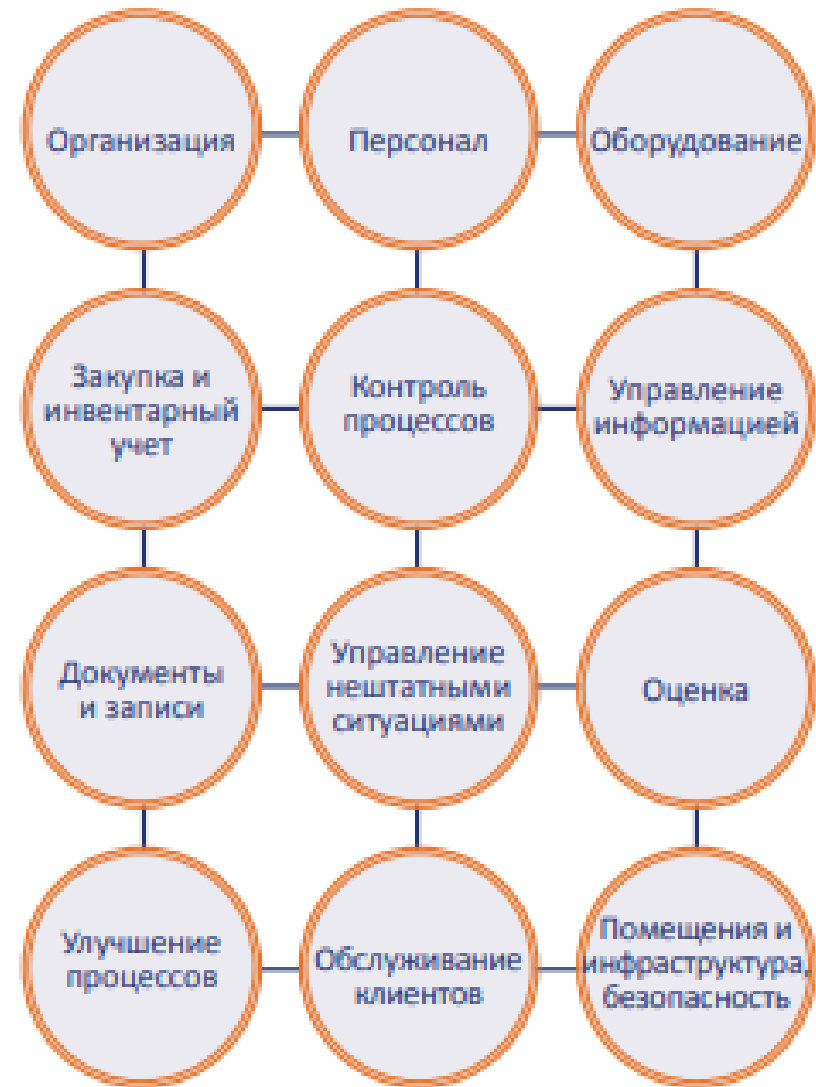 Организация
Персонал
Оборудование
Закупка и
инвентарный
учет
Контроль
процессов
Управление
информацией
Документы
и записи
Управление
нештатными
ситуациями
Оценка
Улучшение
процессов
Обслуживание
клиентов
Помещения и
инфраструктура,
безопасность